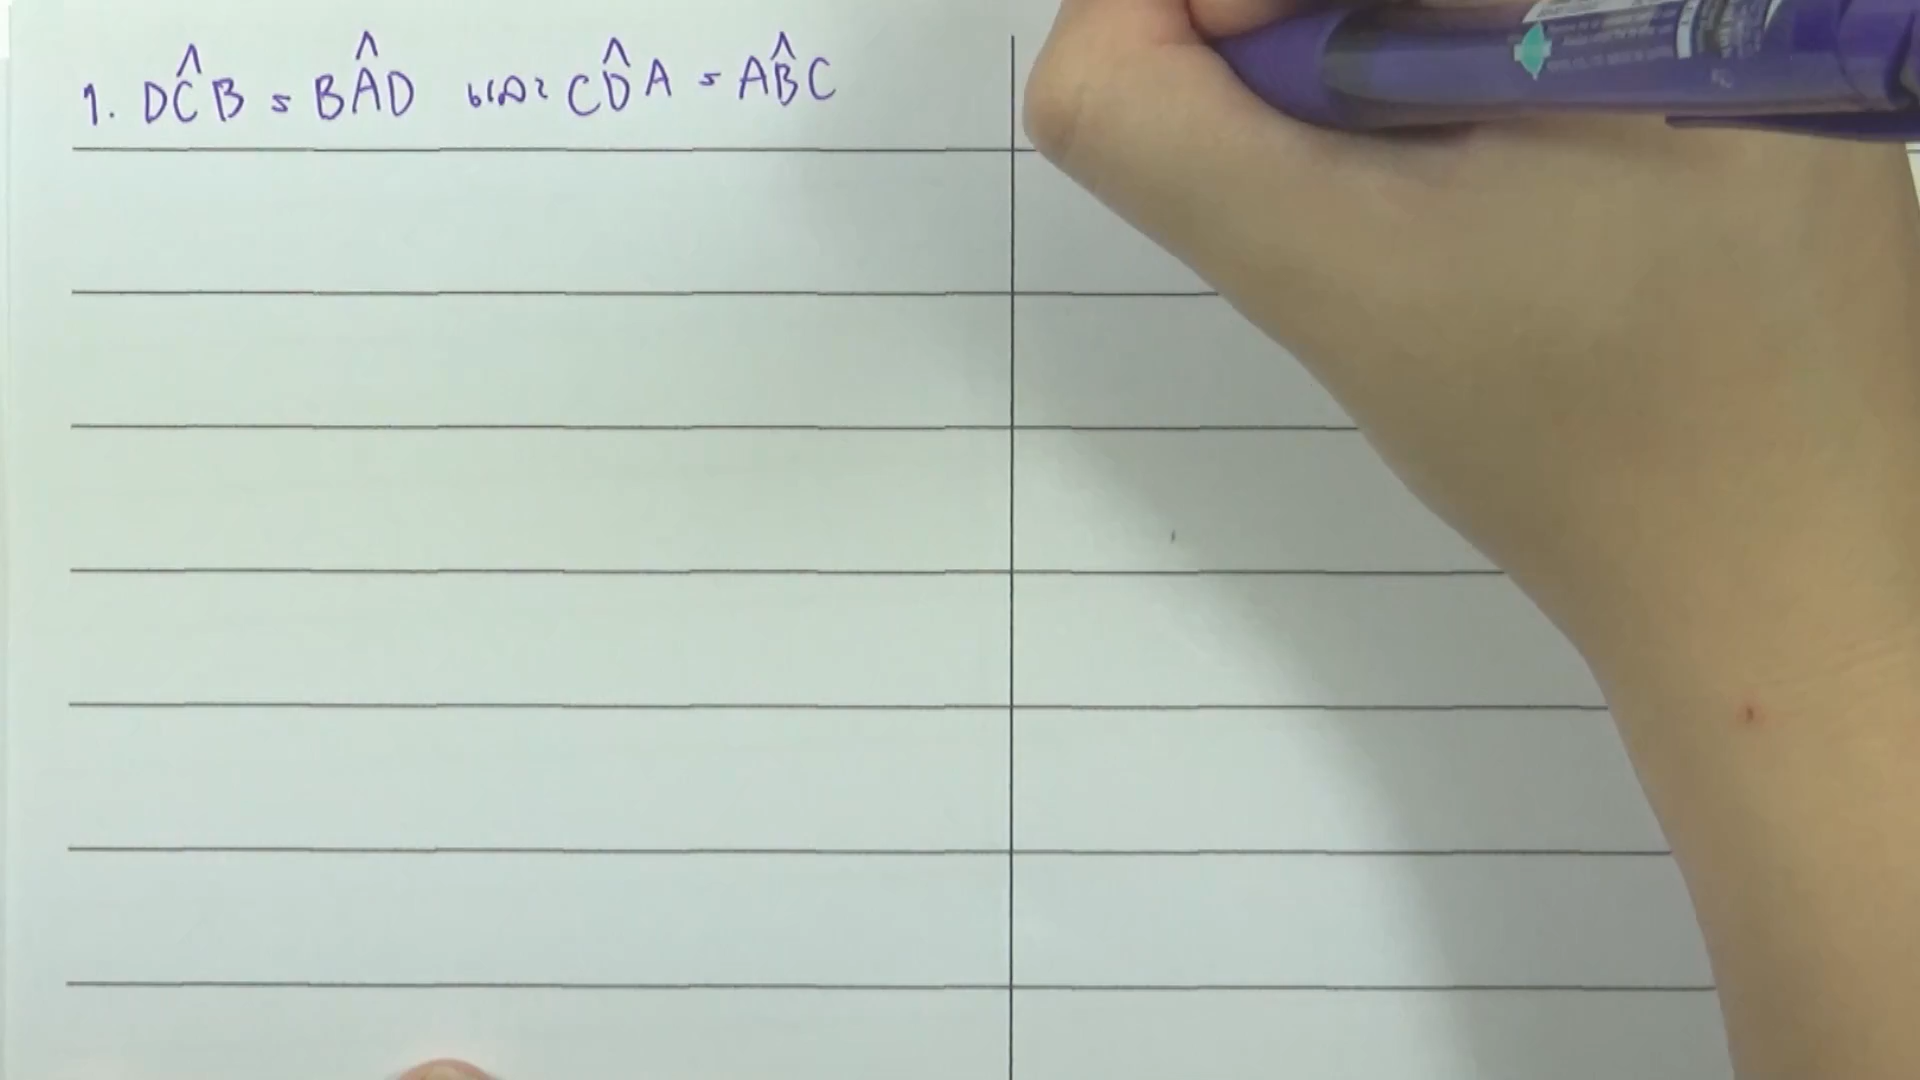 1. DĈB = BÂD และ CD̂A = AB̂C